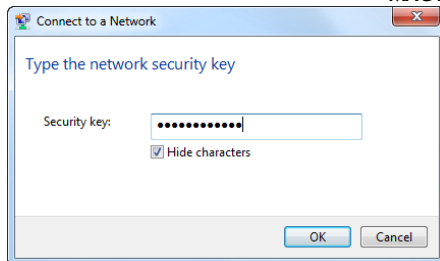 Connect to a Network
Type the network security key
Security key: ••••••••••••
Hide characters
OK Cancel